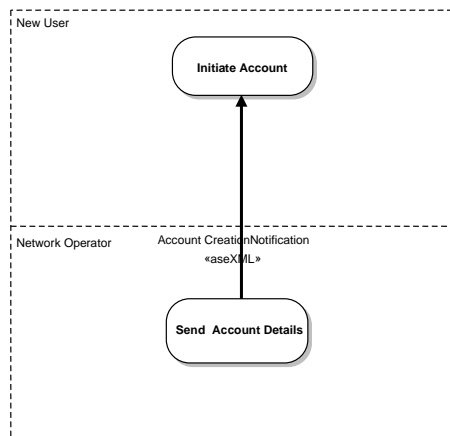 New User
Initiate Account
Network Operator
Account CreationNotification
«aseXML»
Send  Account Details